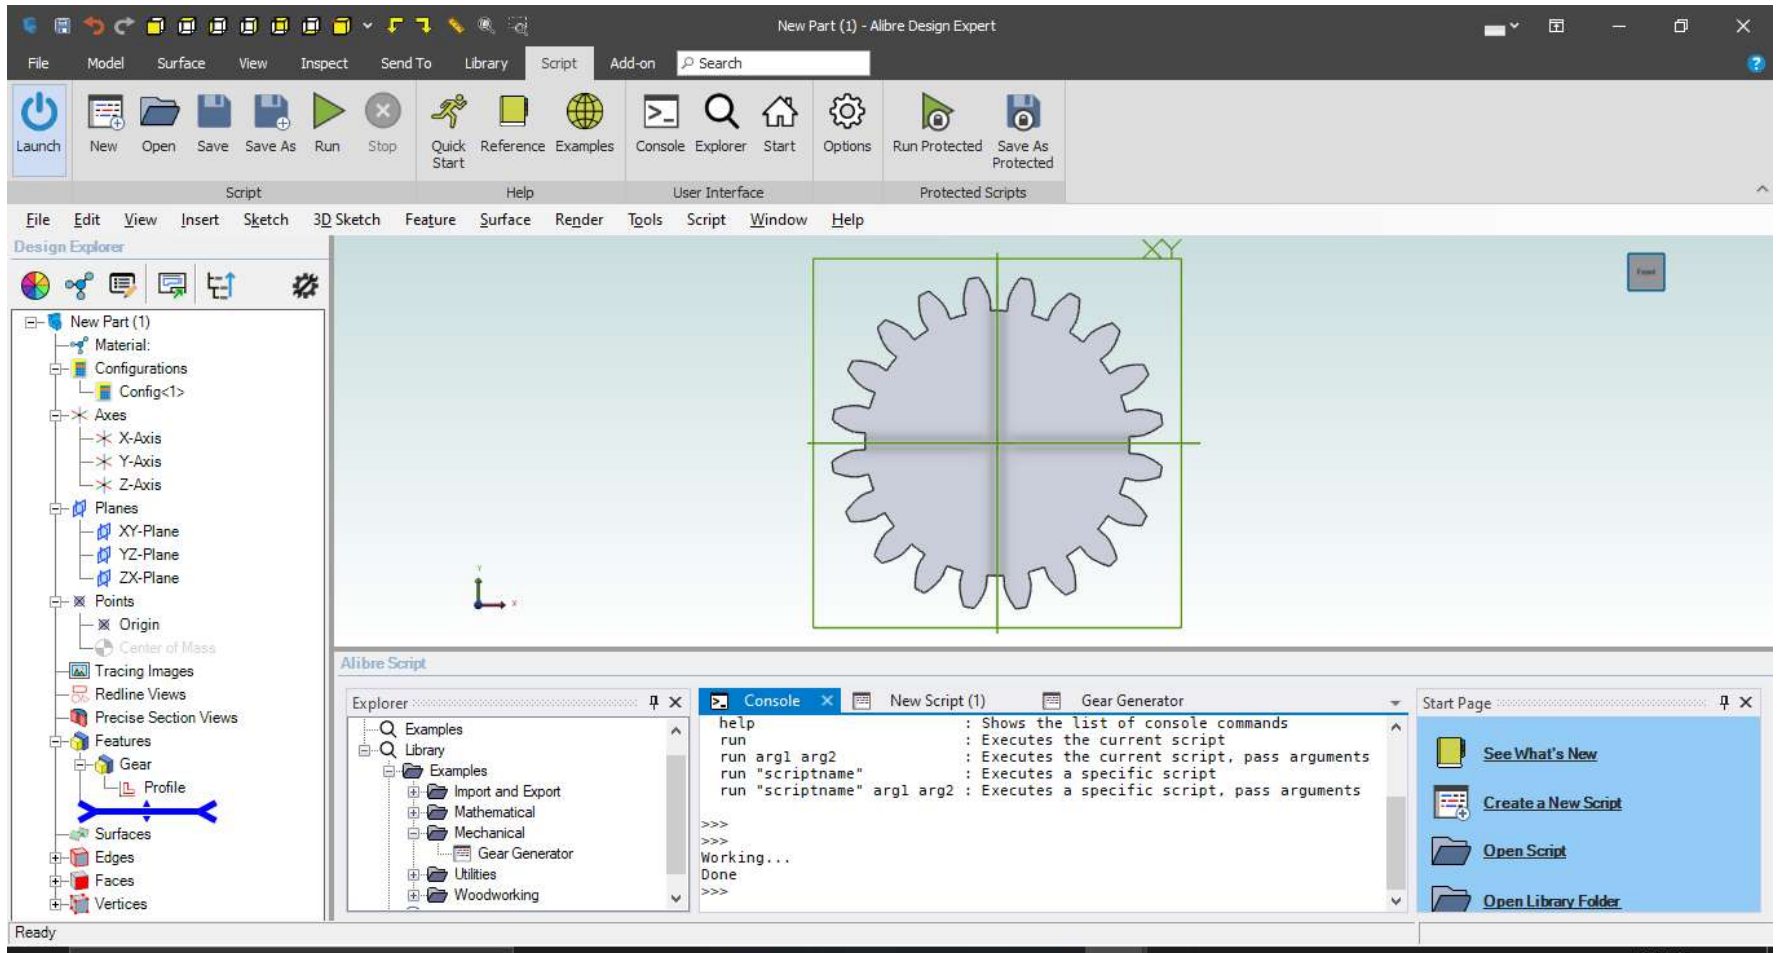 New Part (1) - Alibre Design Expert
File Model Surface View Inspect Send To Library Script Add-on Search
Launch New Open Save Save As Run Stop Quick Start Reference Examples Console Explorer Start Options Run Protected Save As Protected
Script Help User Interface Protected Scripts
File Edit View Insert Sketch 3D Sketch Feature Surface Render Tools Script Window Help
Design Explorer
New Part (1)
Material:
Configurations
Config<1>
Axes
X-Axis
Y-Axis
Z-Axis
Planes
XY-Plane
YZ-Plane
ZX-Plane
Points
Origin
Center of Mass
Tracing Images
Redline Views
Precise Section Views
Features
Gear
Profile
Surfaces
Edges
Faces
Vertices
XY
Front
Y
X
Alibre Script
Explorer
Examples
Library
Examples
Import and Export
Mathematical
Mechanical
Gear Generator
Utilities
Woodworking
Console New Script (1) Gear Generator
help : Shows the list of console commands
run : Executes the current script
run arg1 arg2 : Executes the current script, pass arguments
run "scriptname" : Executes a specific script
run "scriptname" arg1 arg2 : Executes a specific script, pass arguments
>>>
>>>
Working...
Done
>>>
Start Page
See What's New
Create a New Script
Open Script
Open Library Folder
Ready